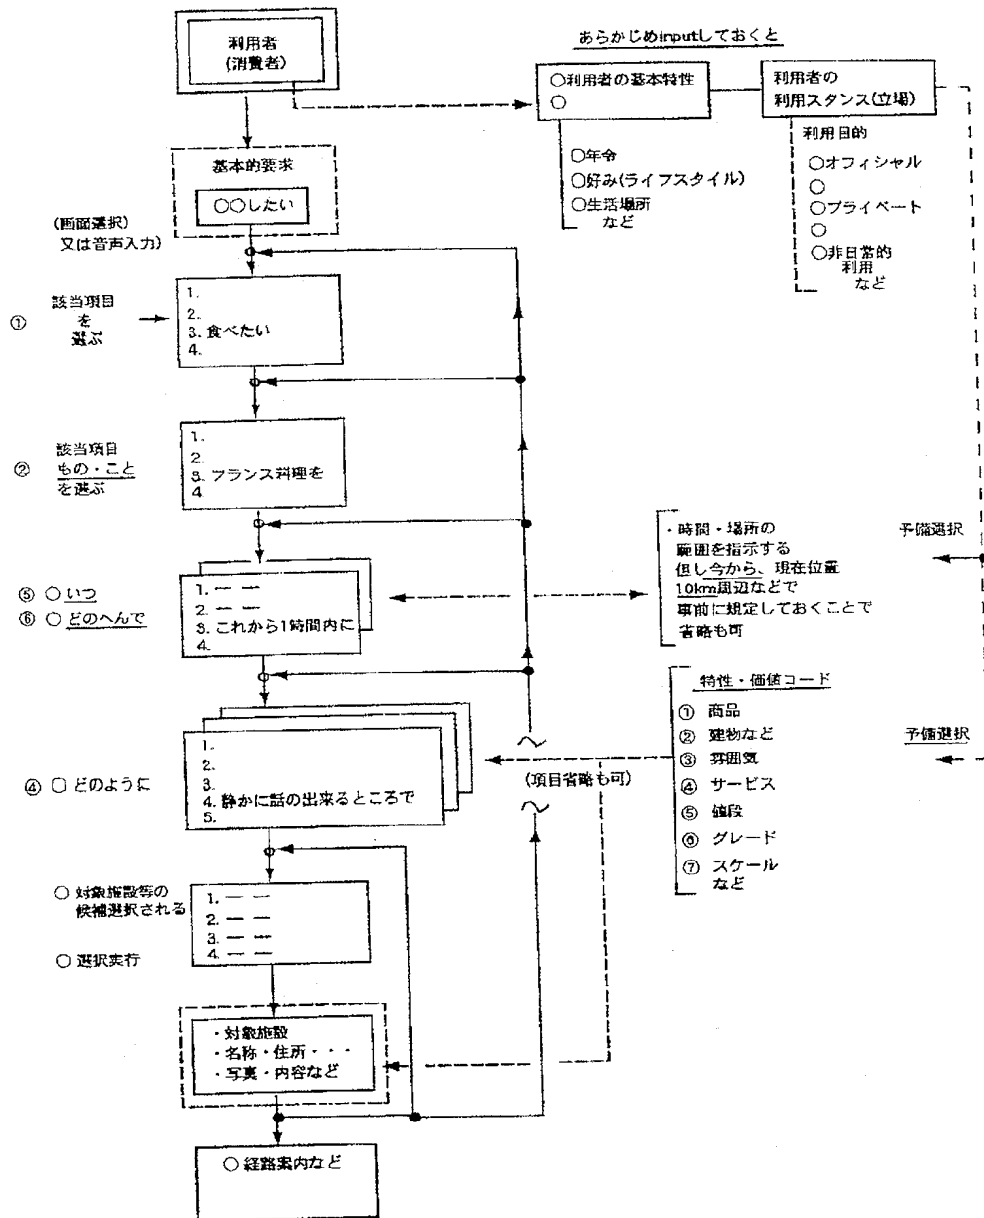 利用者
(消費者)
あらかじめinputしておくと
○利用者の基本特性
○
○年令
○好み(ライフスタイル)
○生活場所
など
利用者の
利用スタンス(立場)
利用目的
○オフィシャル
○
○プライベート
○
○非日常的
利用
など
基本的要求
○○したい
(画面選択)
又は音声入力)
① 該当項目
を
選ぶ
1.
2.
3. 食べたい
4.
② 該当項目
もの・こと
を選ぶ
1.
2.
3. フランス料理を
4
⑤ ○ いつ
⑥ ○ どのへんで
1. ー ー
2. ー ー
3. これから1時間内に
4.
・時間・場所の
範囲を指示する
但し今から、現在位置
10km周辺などで
事前に規定しておくことで
省略も可
予備選択
④ ○ どのように
1.
2.
3.
4. 静かに話の出来るところで
5.
(項目省略も可)
特性・価値コード
① 商品
② 建物など
③ 雰囲気
④ サービス
⑤ 値段
⑥ グレード
⑦ スケール
など
予備選択
○ 対象施設等の
候補選択される
○ 選択実行
1. ー ー
2. ー ー
3. ー ー
4. ー ー
・対象施設
・名称・住所・・・
・写真・内容など
○ 経路案内など